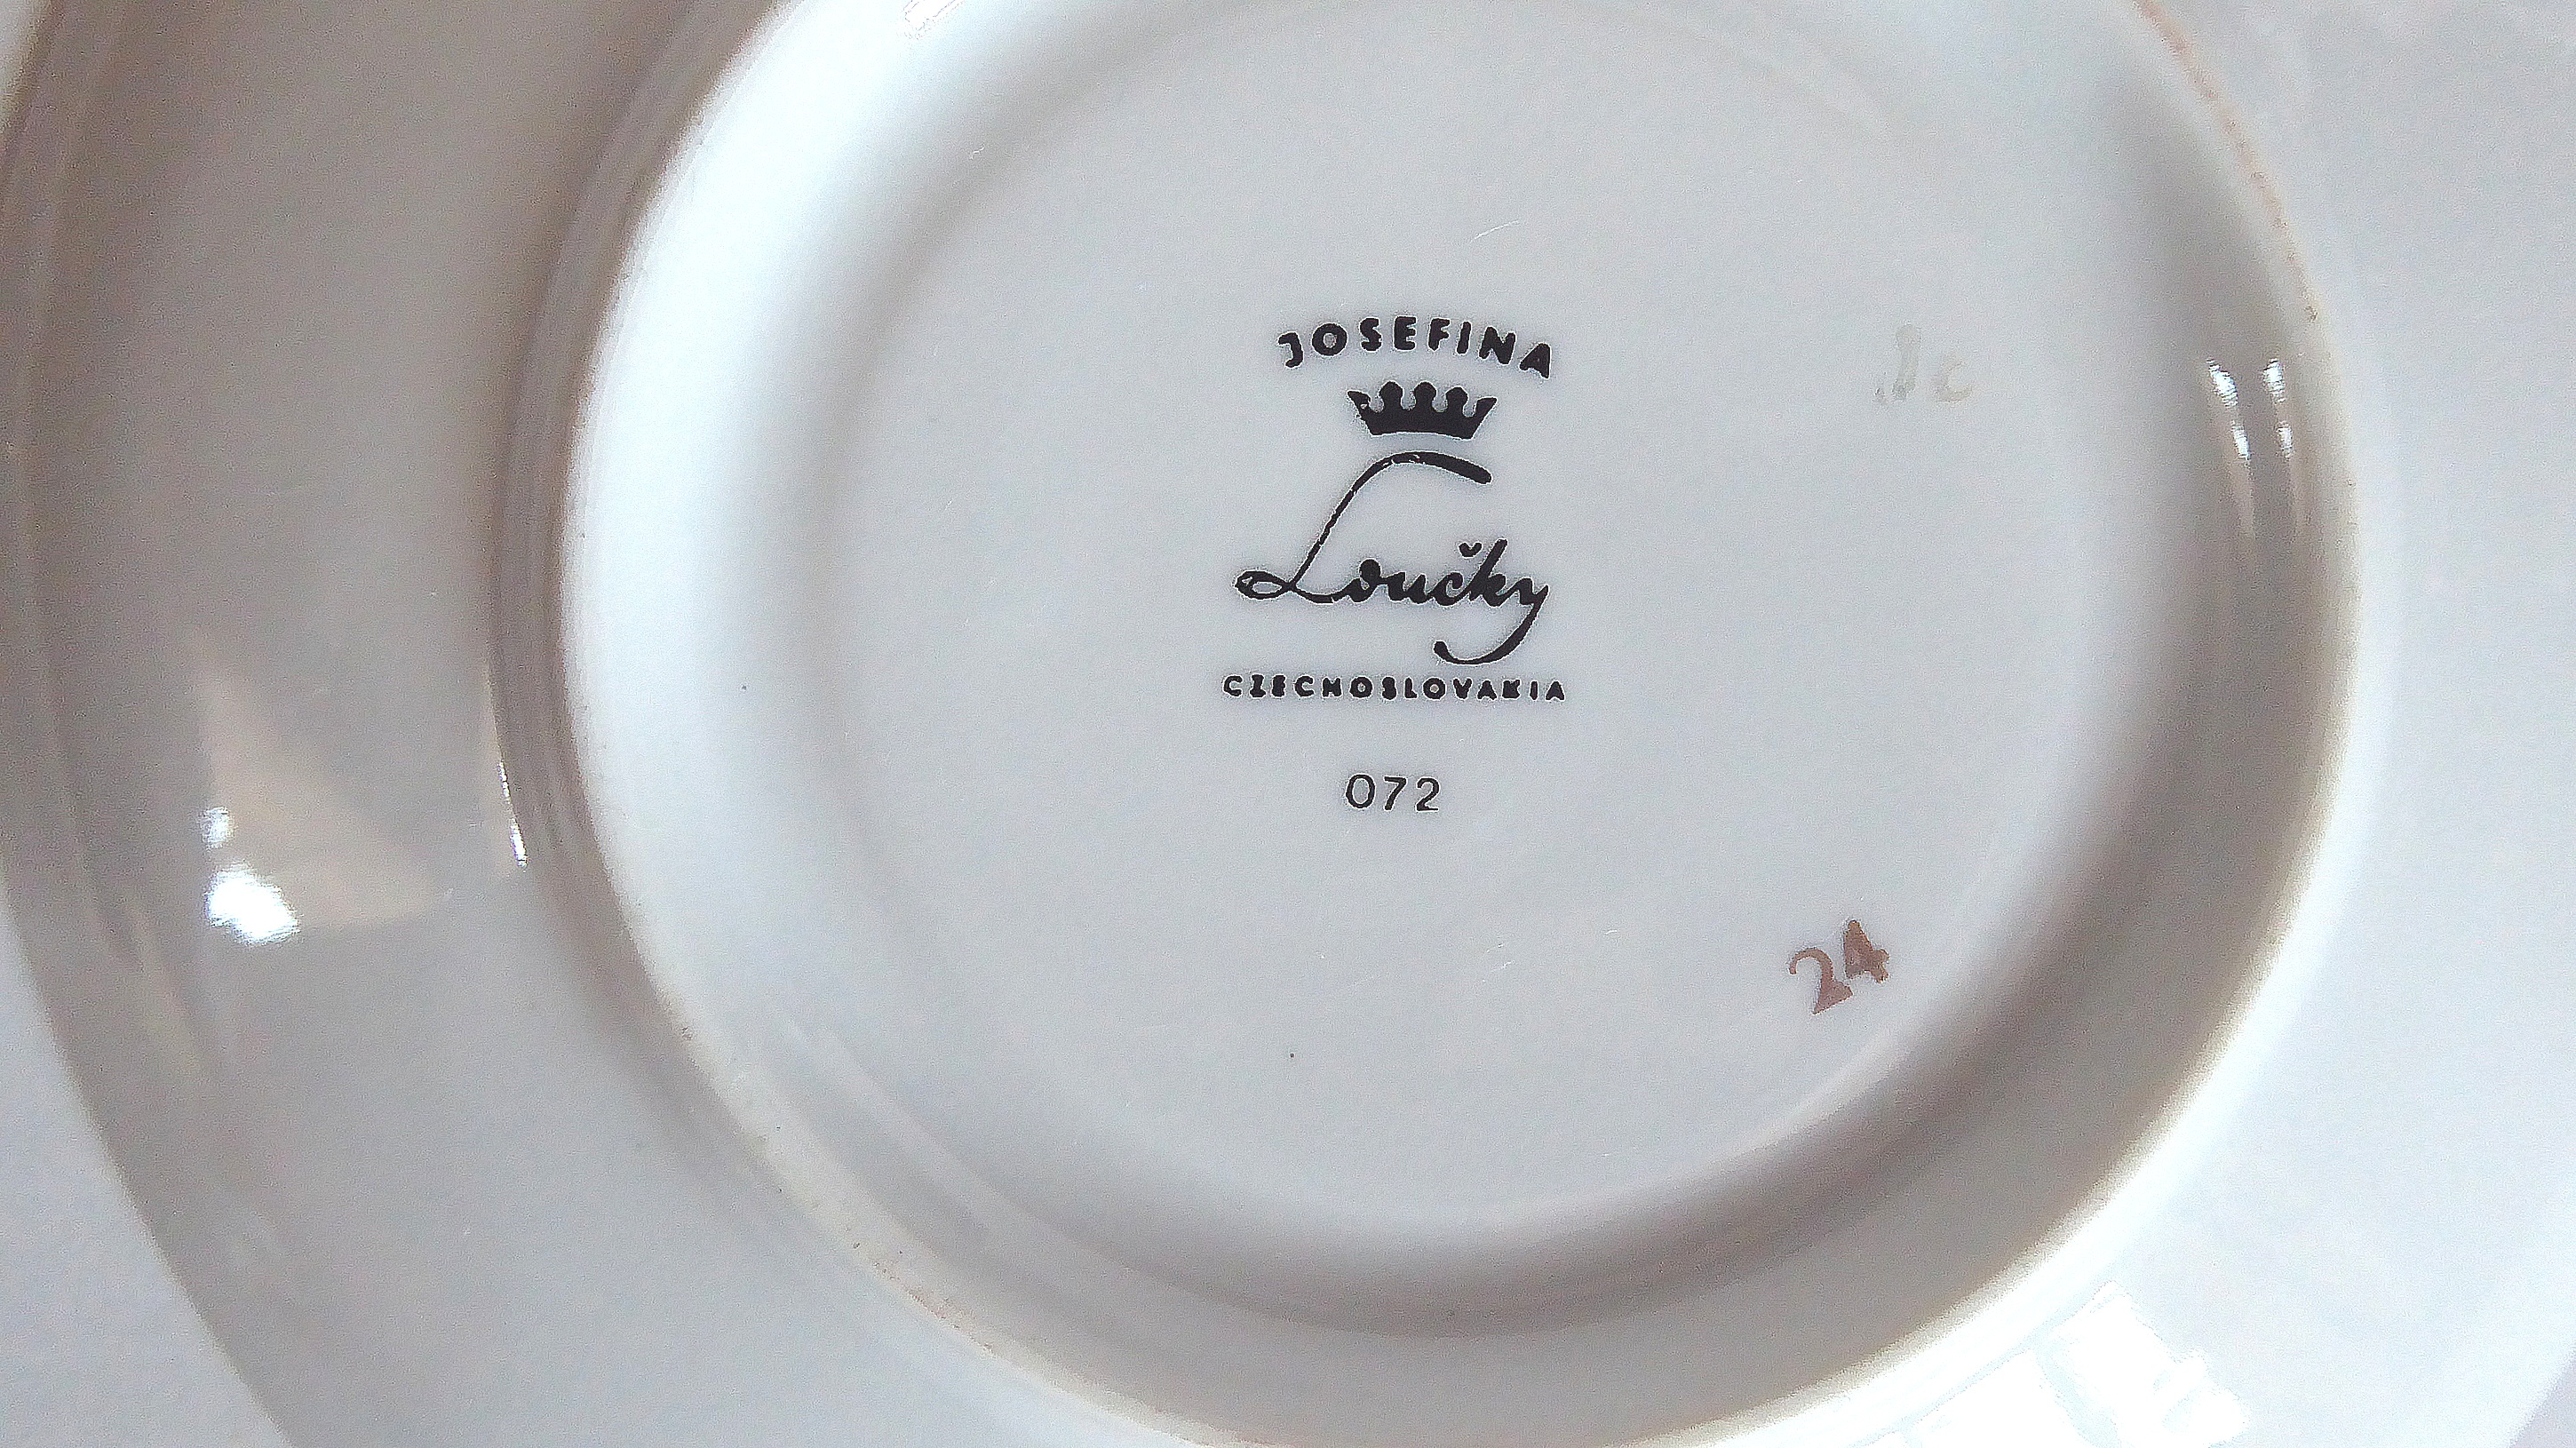 JOSEFINA
Loučky
CZECHOSLOVAKIA
072
24